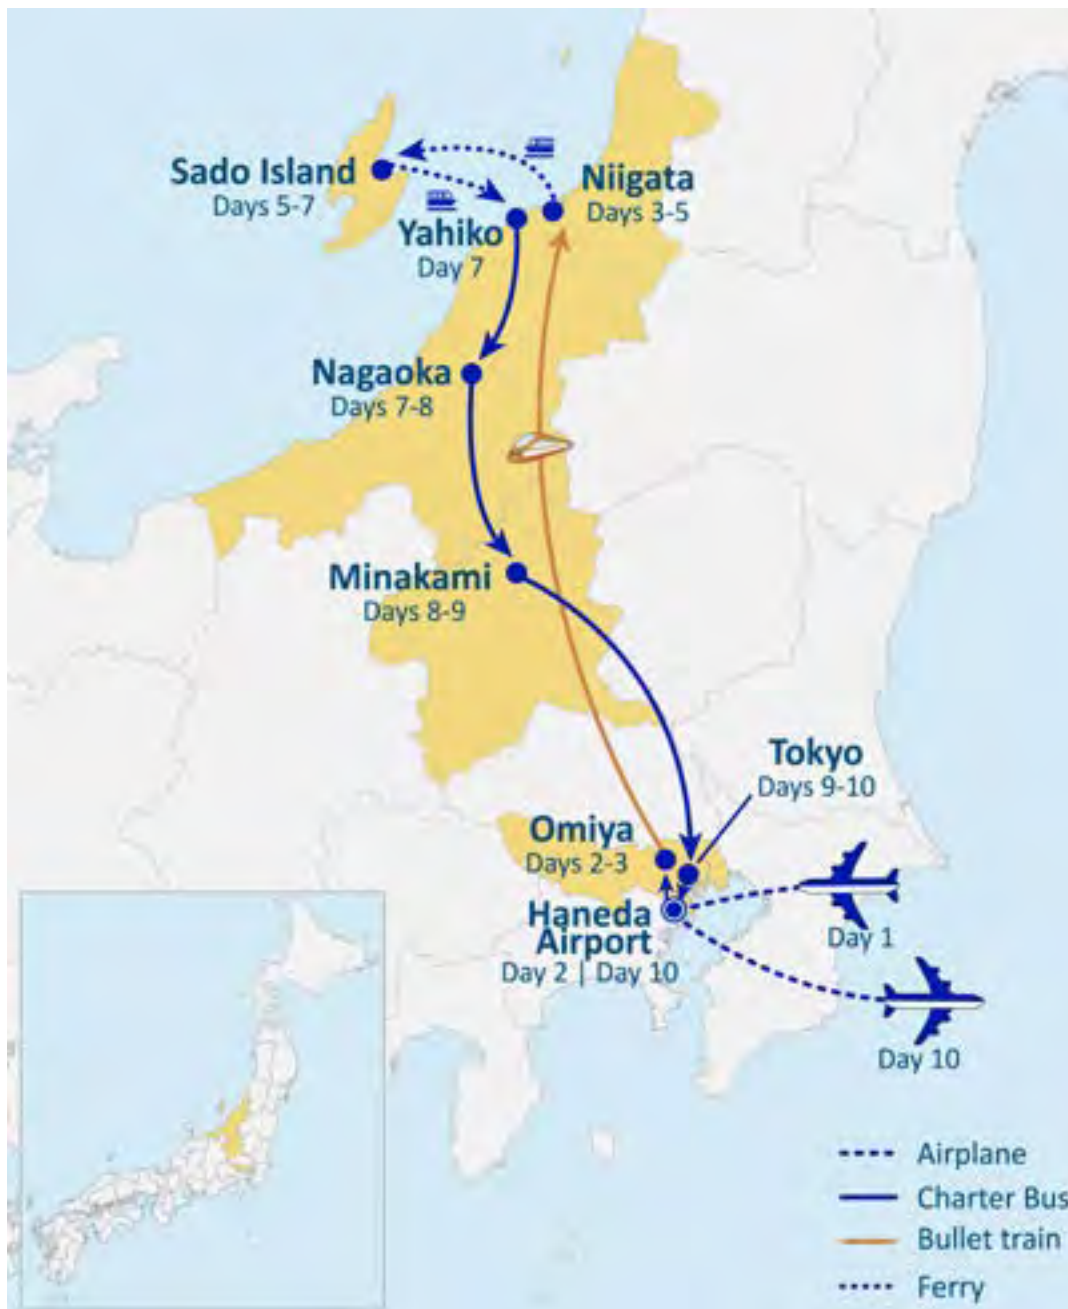 Sado Island
Days 5-7
Niigata
Days 3-5
Yahiko
Day 7
Nagaoka
Days 7-8
Minakami
Days 8-9
Tokyo
Days 9-10
Omiya
Days 2-3
Haneda
Airport
Day 2 | Day 10
Day 1
Day 10
Airplane
Charter Bus
Bullet train
Ferry